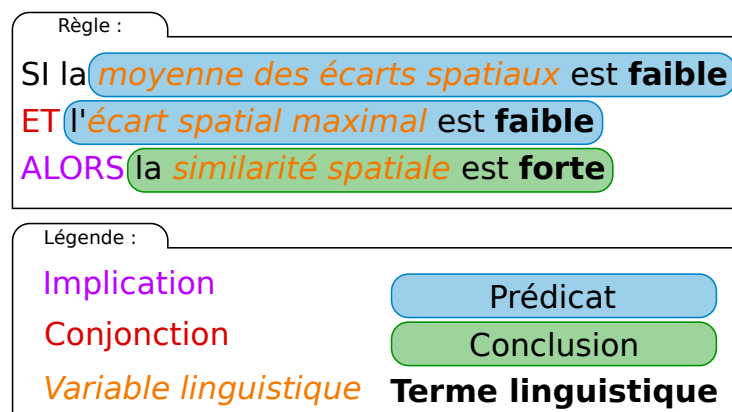 Règle :
SI la moyenne des écarts spatiaux est faible
ET l'écart spatial maximal est faible
ALORS la similarité spatiale est forte
Légende :
Implication
Prédicat
Conjonction
Conclusion
Variable linguistique
Terme linguistique